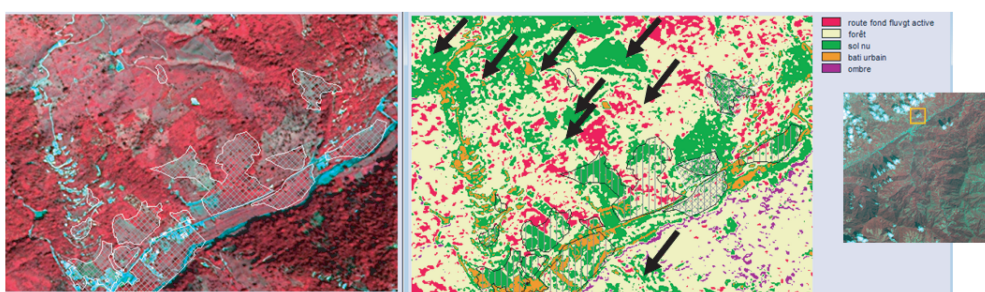 route fond fluvgt active
forêt
sol nu
bati urbain
ombre